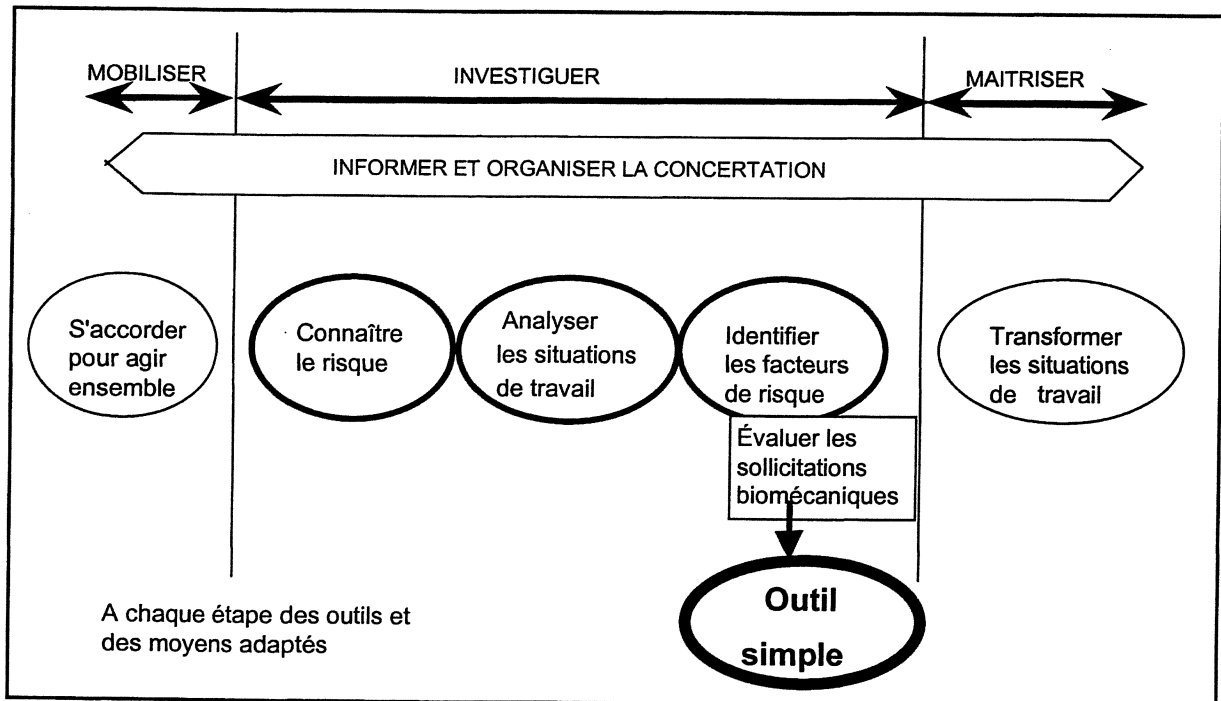 MOBILISER
INVESTIGUER
MAITRISER
INFORMER ET ORGANISER LA CONCERTATION
S'accorder
pour agir
ensemble
Connaître
le risque
Analyser
les situations
de travail
Identifier
les facteurs
de risque
Transformer
les situations
de travail
Évaluer les
sollicitations
biomécaniques
Outil
simple
A chaque étape des outils et
des moyens adaptés